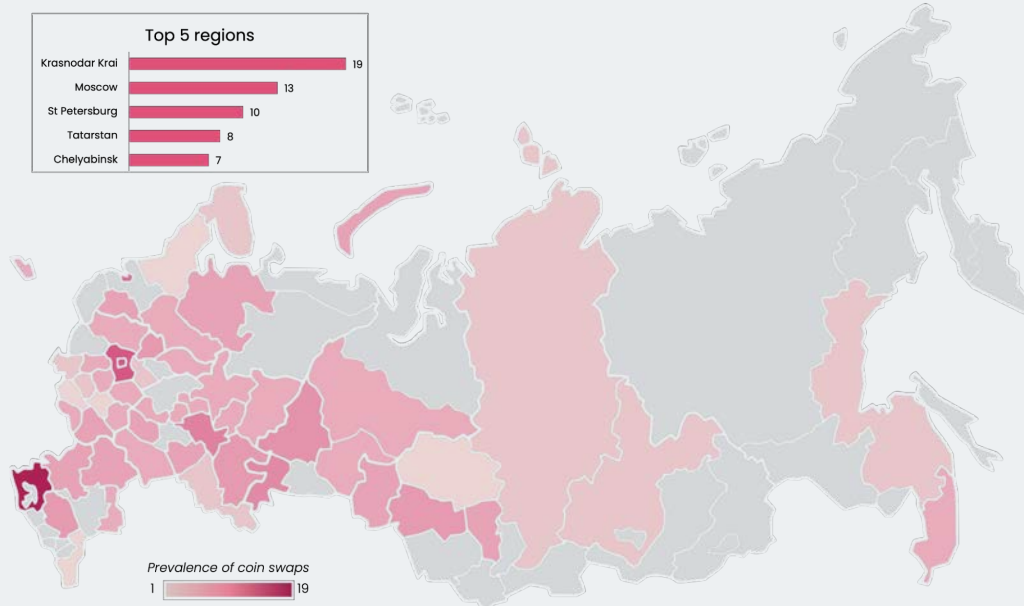 Top 5 regions
Krasnodar Krai 19
Moscow 13
St Petersburg 10
Tatarstan 8
Chelyabinsk 7
Prevalence of coin swaps
1 19